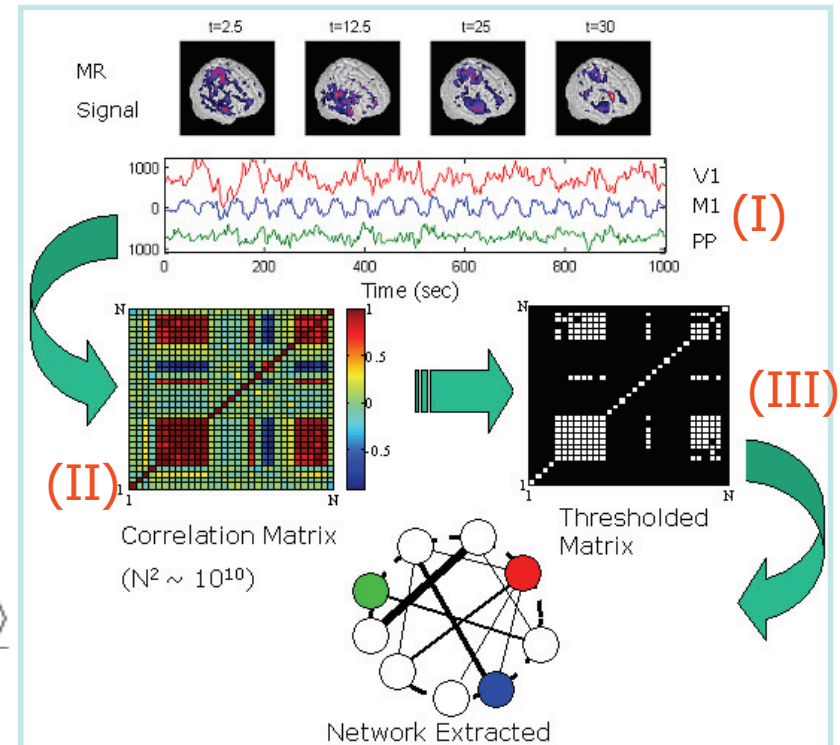 t=2.5 t=12.5 t=25 t=30
MR
Signal
1000
0
1000
V1
M1
PP
(I)
0 200 400 600 800 1000
Time (sec)
N
1
0.5
0
-0.5
(II)
1
1 N
N
(III)
1
1 N
Correlation Matrix
(N² ~ 10¹⁰)
Thresholded
Matrix
Network Extracted